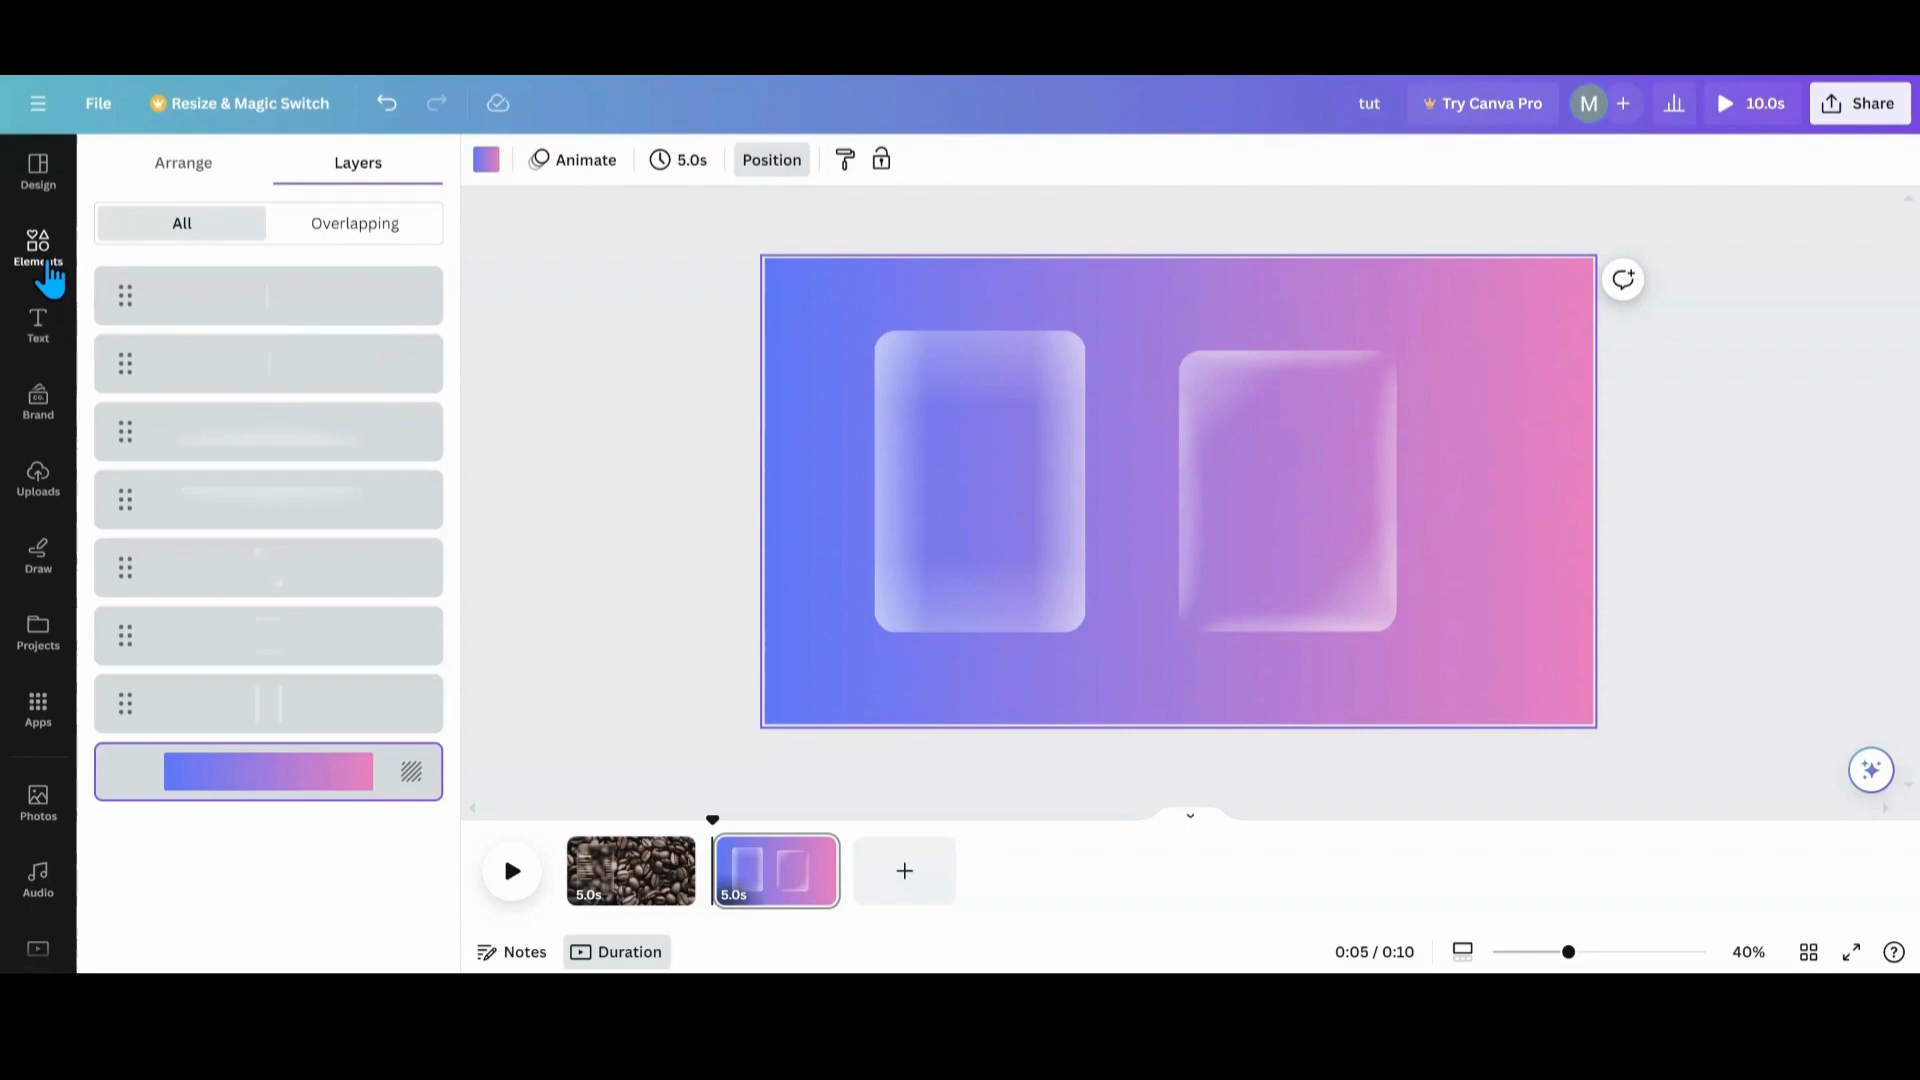 File
Resize & Magic Switch
tut
Try Canva Pro
M
10.0s
Share
Design
Elements
Text
Brand
CO.
Uploads
Draw
Projects
Apps
Photos
Audio
Arrange
Layers
All
Overlapping
Animate
5.0s
Position
5.0s
5.0s
Notes
Duration
0:05 / 0:10
40%